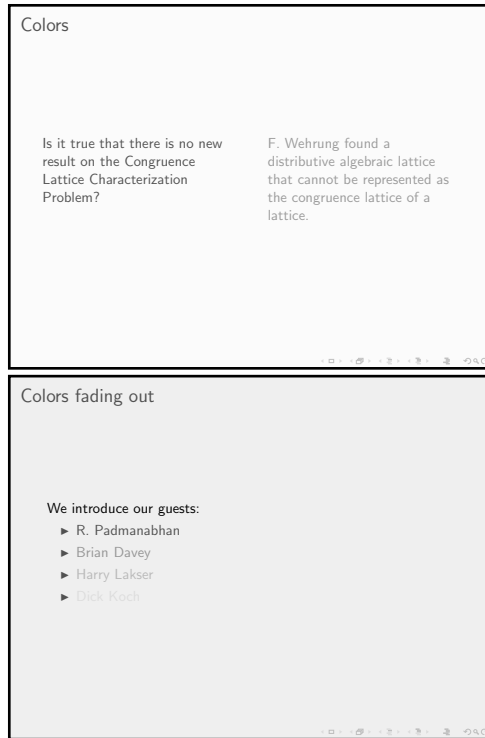 Colors
Is it true that there is no new
result on the Congruence
Lattice Characterization
Problem?
F. Wehrung found a
distributive algebraic lattice
that cannot be represented as
the congruence lattice of a
lattice.
Colors fading out
We introduce our guests:
▶ R. Padmanabhan
▶ Brian Davey
▶ Harry Lakser
▶ Dick Koch